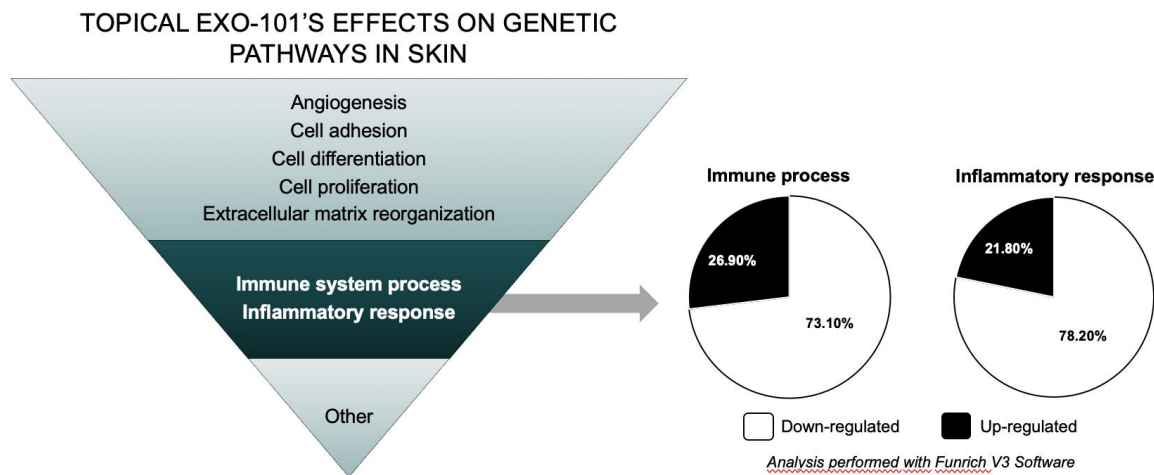 TOPICAL EXO-101'S EFFECTS ON GENETIC
PATHWAYS IN SKIN
Angiogenesis
Cell adhesion
Cell differentiation
Cell proliferation
Extracellular matrix reorganization
Immune system process
Inflammatory response
Other
Immune process
26.90%
73.10%
Inflammatory response
21.80%
78.20%
Down-regulated
Up-regulated
Analysis performed with Funrich V3 Software